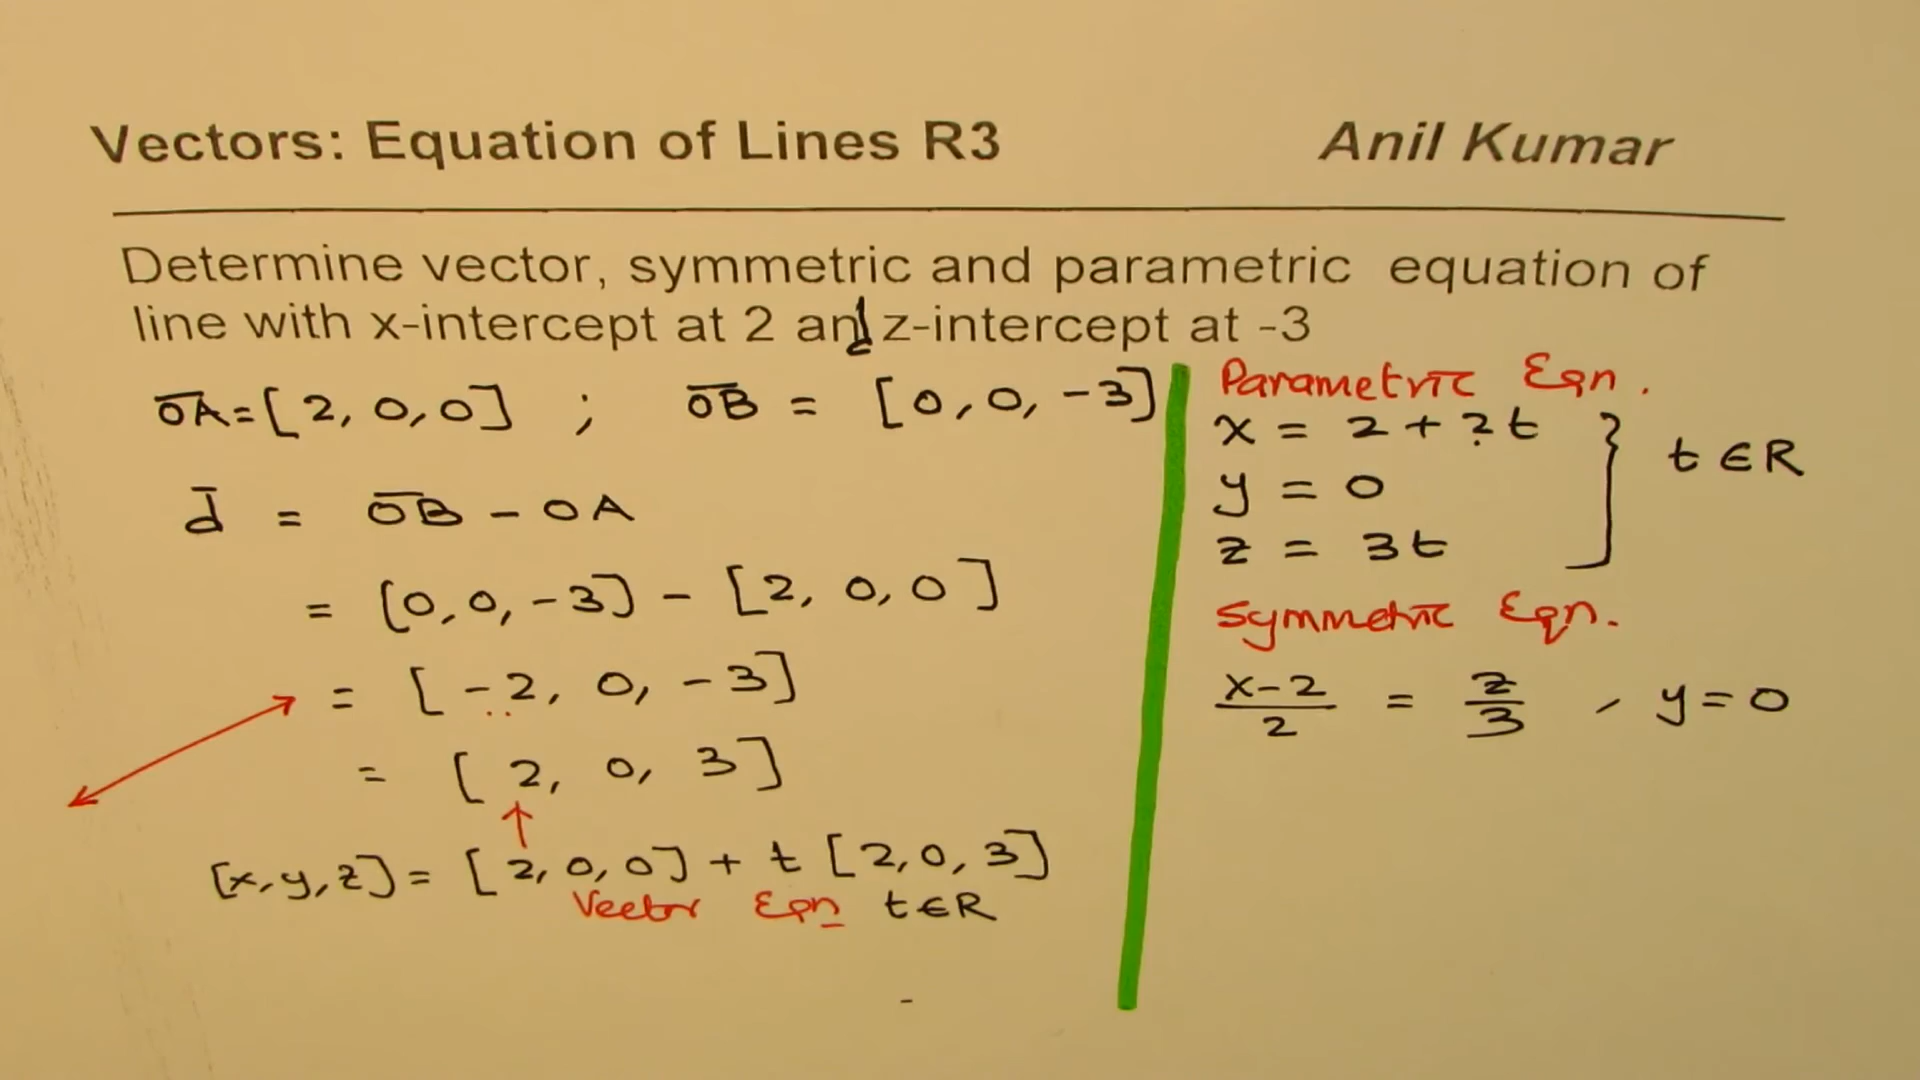 Vectors: Equation of Lines R3 Anil Kumar
Determine vector, symmetric and parametric equation of
line with x-intercept at 2 and z-intercept at -3
OA = [2, 0, 0] ; OB = [0, 0, -3]
d = OB - OA
= [0, 0, -3] - [2, 0, 0]
= [-2, 0, -3]
= [2, 0, 3]
[x, y, z] = [2, 0, 0] + t [2, 0, 3]
Vector Eqn t ∈ R
Parametric Eqn.
x = 2 + 2t
y = 0
z = 3t
t ∈ R
Symmetric Eqn.
x-2/2 = z/3 , y = 0